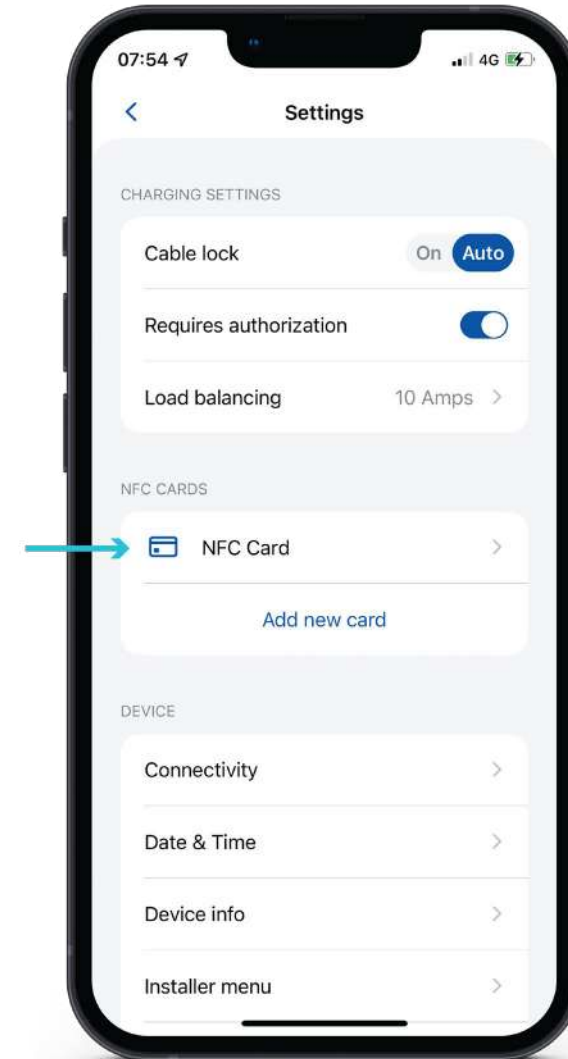 07:54 4G
Settings
CHARGING SETTINGS
Cable lock On Auto
Requires authorization
Load balancing 10 Amps
NFC CARDS
NFC Card
Add new card
DEVICE
Connectivity
Date & Time
Device info
Installer menu